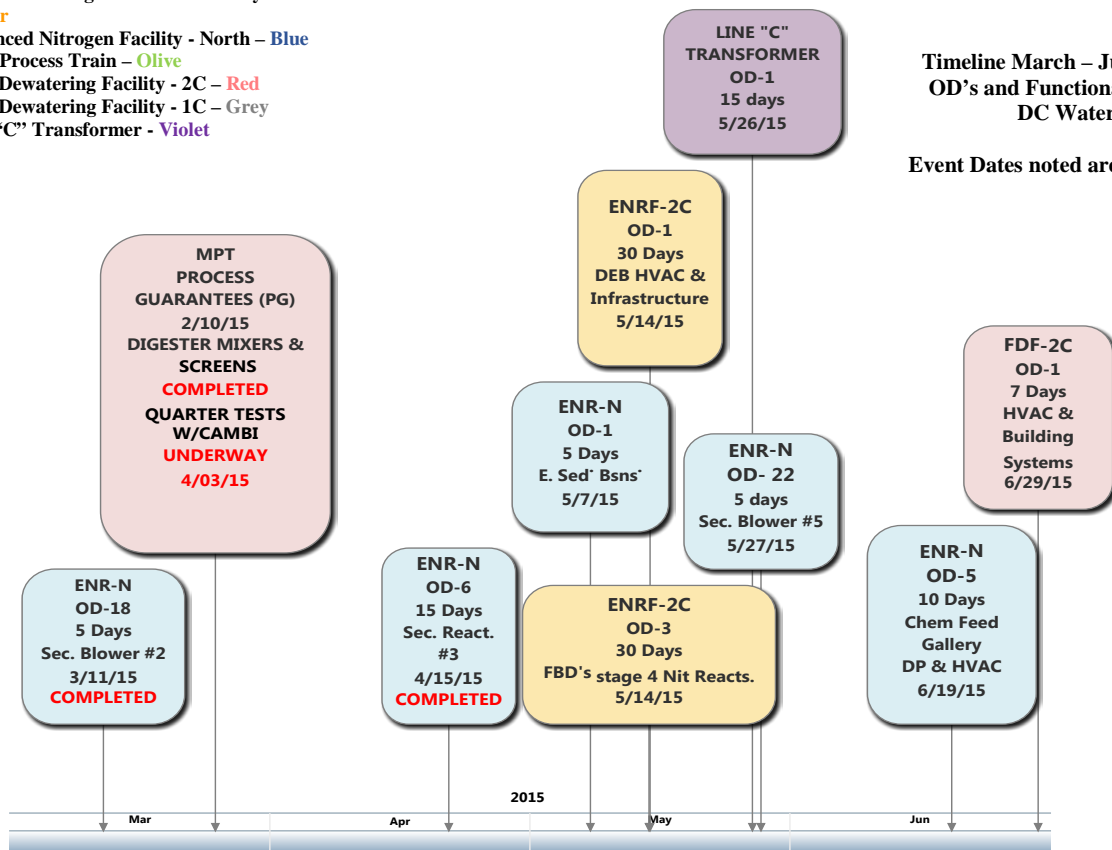 r
nced Nitrogen Facility - North – Blue
Process Train – Olive
Dewatering Facility - 2C – Red
Dewatering Facility - 1C – Grey
"C" Transformer - Violet
Timeline March – Ju
OD's and Functiona
DC Water
Event Dates noted are
LINE "C"
TRANSFORMER
OD-1
15 days
5/26/15
ENRF-2C
OD-1
30 Days
DEB HVAC &
Infrastructure
5/14/15
MPT
PROCESS
GUARANTEES (PG)
2/10/15
DIGESTER MIXERS &
SCREENS
COMPLETED
QUARTER TESTS
W/CAMBI
UNDERWAY
4/03/15
FDF-2C
OD-1
7 Days
HVAC &
Building
Systems
6/29/15
ENR-N
OD-1
5 Days
E. Sed. Bsns.
5/7/15
ENR-N
OD- 22
5 days
Sec. Blower #5
5/27/15
ENR-N
OD-18
5 Days
Sec. Blower #2
3/11/15
COMPLETED
ENR-N
OD-6
15 Days
Sec. React.
#3
4/15/15
COMPLETED
ENRF-2C
OD-3
30 Days
FBD's stage 4 Nit Reacts.
5/14/15
ENR-N
OD-5
10 Days
Chem Feed
Gallery
DP & HVAC
6/19/15
2015
Mar Apr May Jun